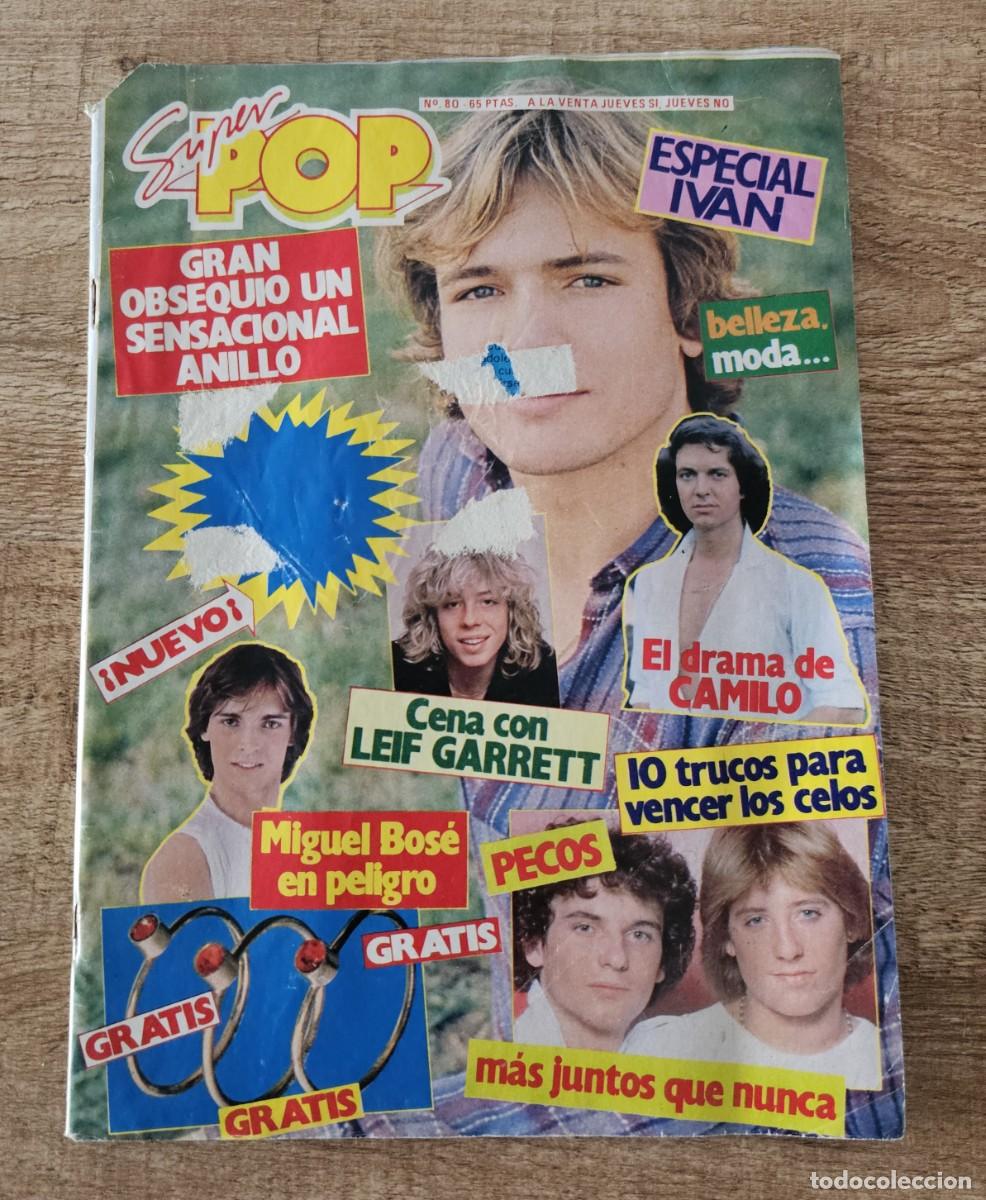 Super
POP
Nº. 80 - 65 PTAS. A LA VENTA JUEVES SI, JUEVES NO
ESPECIAL
IVAN
GRAN
OBSEQUIO UN
SENSACIONAL
ANILLO
belleza,
moda...
¡NUEVO¡
El drama de
CAMILO
Cena con
LEIF GARRETT
10 trucos para
vencer los celos
Miguel Bosé
en peligro
PECOS
GRATIS
GRATIS
GRATIS
más juntos que nunca
todocoleccion